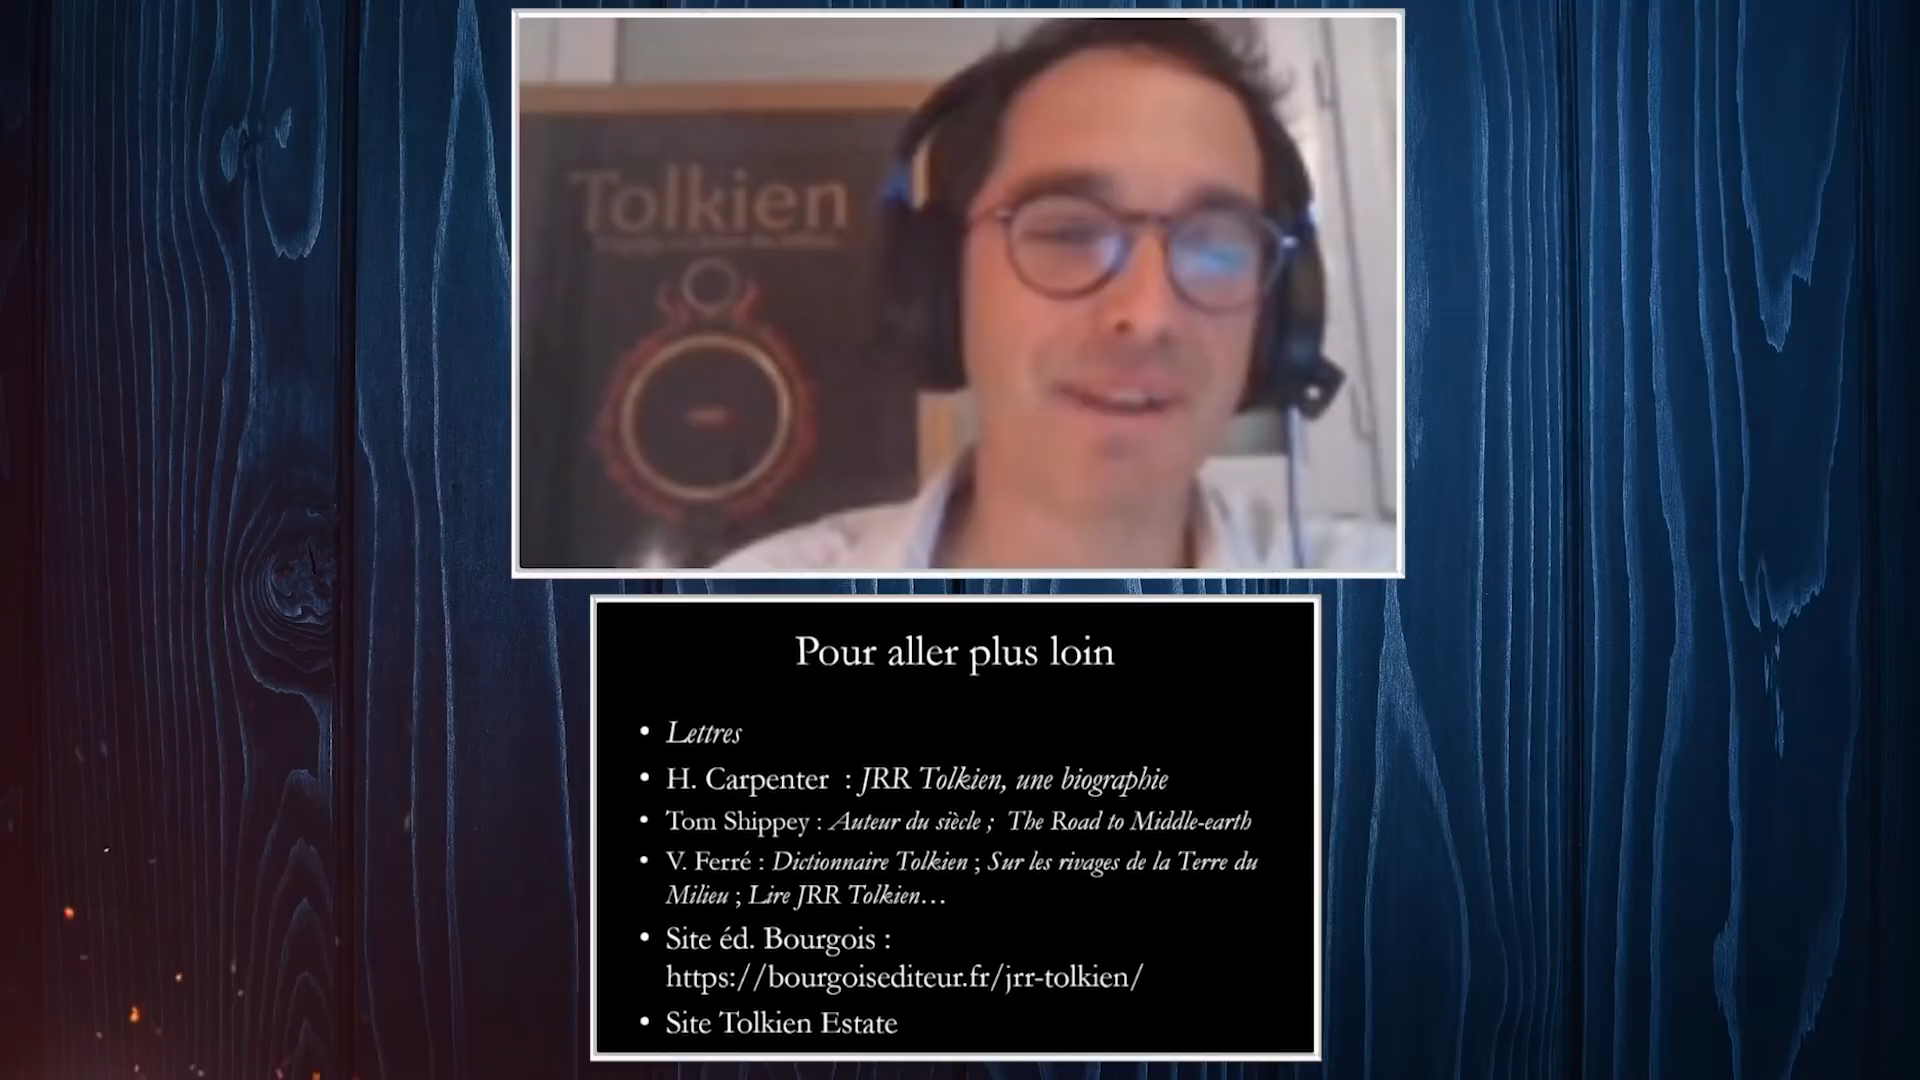 Tolkien
Pour aller plus loin
• Lettres
• H. Carpenter : JRR Tolkien, une biographie
• Tom Shippey : Auteur du siècle ; The Road to Middle-earth
• V. Ferré : Dictionnaire Tolkien ; Sur les rivages de la Terre du
Milieu ; Lire JRR Tolkien…
• Site éd. Bourgois :
https://bourgoisediteur.fr/jrr-tolkien/
• Site Tolkien Estate